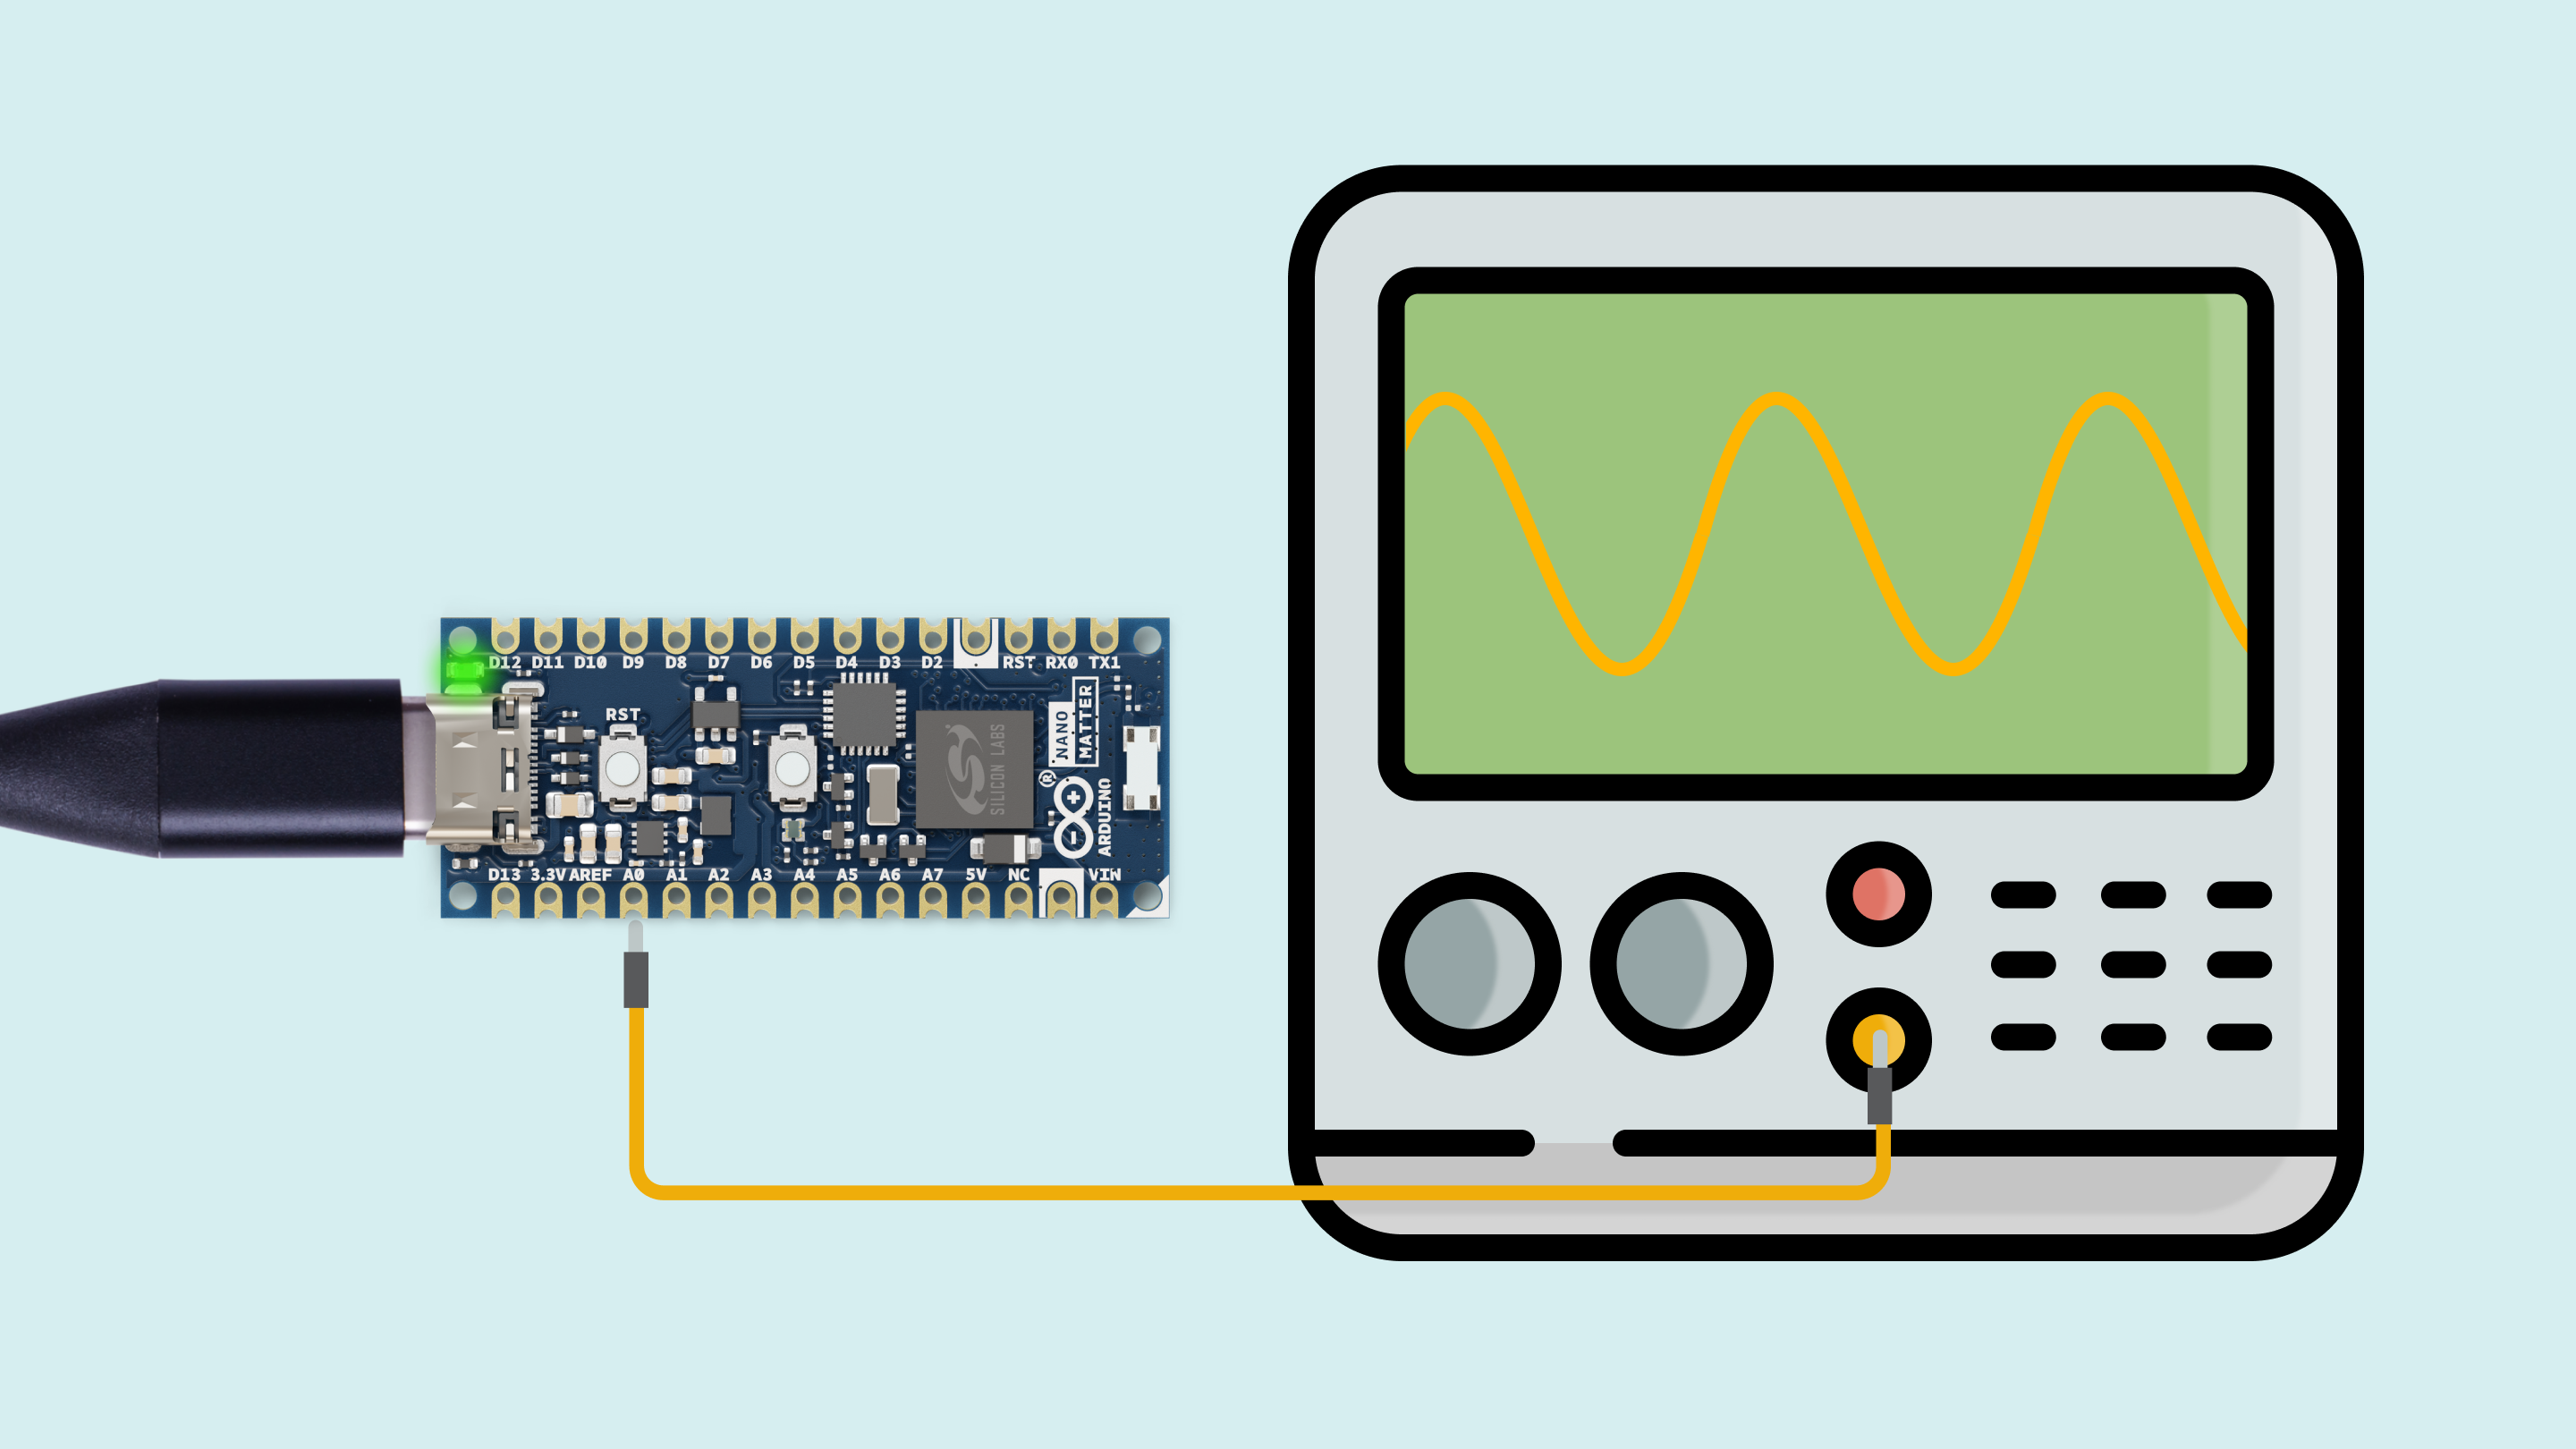 D12 D11 D10 D9 D8 D7 D6 D5 D4 D3 D2 RST RX0 TX1
RST
SILICON LABS
NANO
MATTER
®
ARDUINO
D13 3.3V AREF A0 A1 A2 A3 A4 A5 A6 A7 5V NC VIN